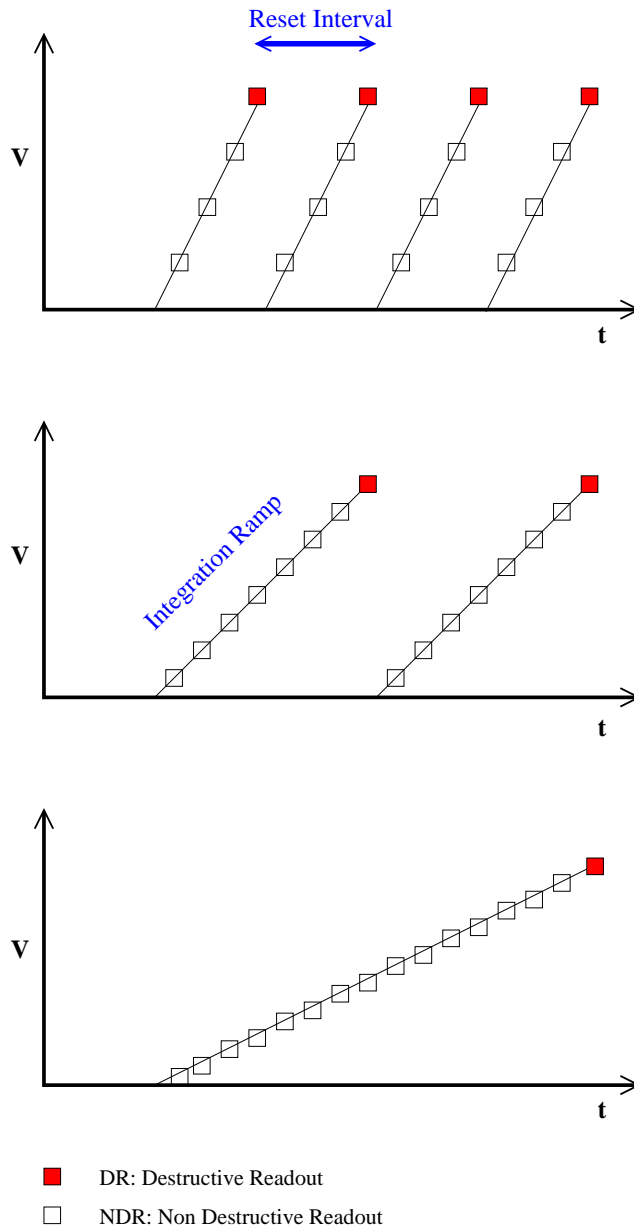 Reset Interval
V
t
Integration Ramp
V
t
V
t
DR: Destructive Readout
NDR: Non Destructive Readout